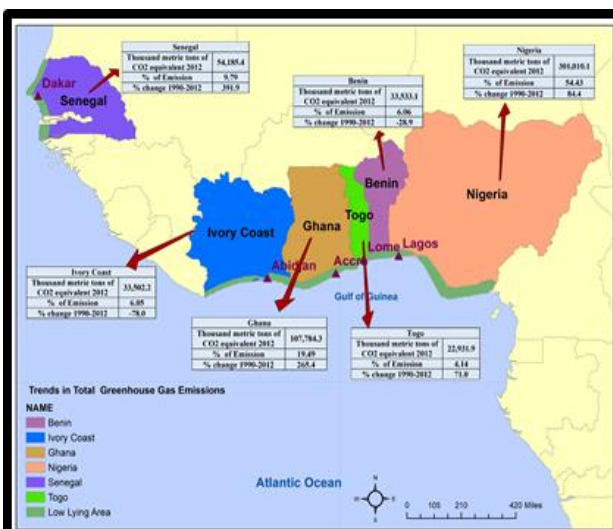 Senegal
Thousand metric tons of CO2 equivalent 2012 54,185.4
% of Emission 9.79
% change 1990-2012 391.9
Nigeria
Thousand metric tons of CO2 equivalent 2012 301,010.1
% of Emission 54.43
% change 1990-2012 84.4
Benin
Thousand metric tons of CO2 equivalent 2012 33,533.1
% of Emission 6.06
% change 1990-2012 -28.9
Dakar
Senegal
Benin
Nigeria
Togo
Ghana
Ivory Coast
Lome
Lagos
Accra
Abidjan
Gulf of Guinea
Ivory Coast
Thousand metric tons of CO2 equivalent 2012 33,502.2
% of Emission 6.05
% change 1990-2012 -78.0
Ghana
Thousand metric tons of CO2 equivalent 2012 107,784.3
% of Emission 19.49
% change 1990-2012 265.4
Togo
Thousand metric tons of CO2 equivalent 2012 22,931.9
% of Emission 4.14
% change 1990-2012 71.0
Trends in Total Greenhouse Gas Emissions
NAME
Benin
Ivory Coast
Ghana
Nigeria
Senegal
Togo
Low Lying Area
Atlantic Ocean
N
W
E
S
0 105 210 420 Miles